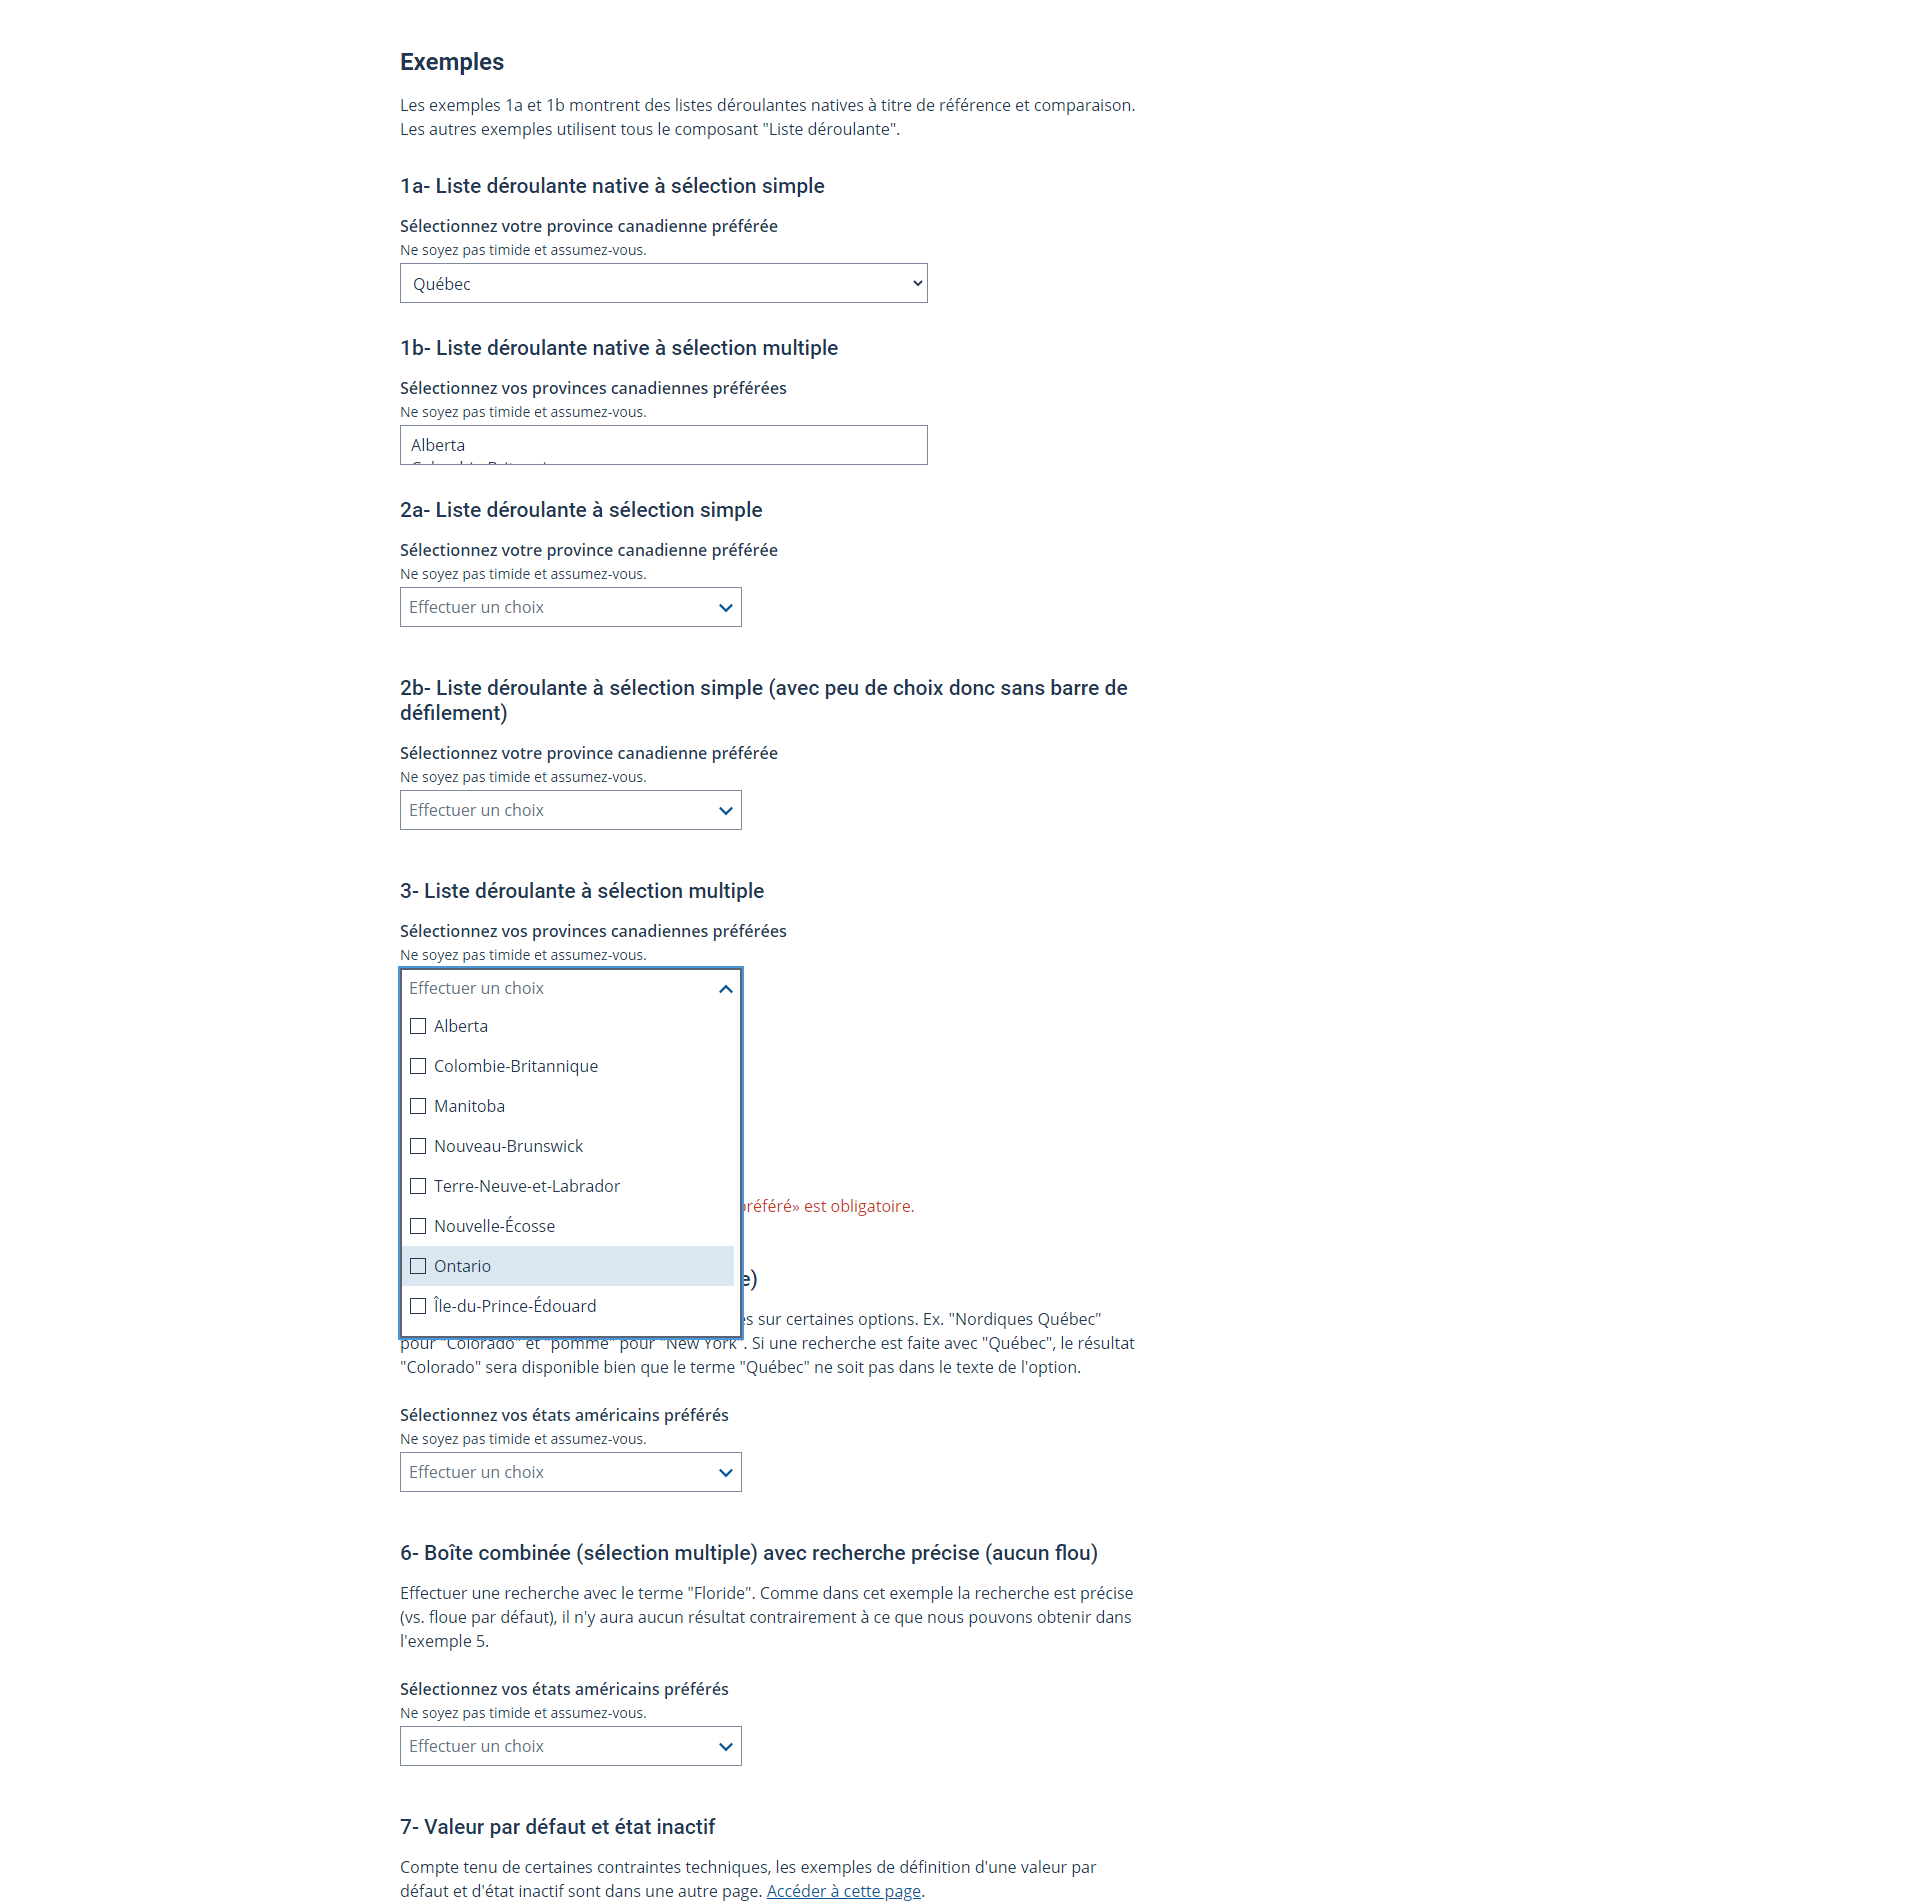 Exemples
Les exemples 1a et 1b montrent des listes déroulantes natives à titre de référence et comparaison.
Les autres exemples utilisent tous le composant "Liste déroulante".
1a- Liste déroulante native à sélection simple
Sélectionnez votre province canadienne préférée
Ne soyez pas timide et assumez-vous.
Québec
1b- Liste déroulante native à sélection multiple
Sélectionnez vos provinces canadiennes préférées
Ne soyez pas timide et assumez-vous.
Alberta
2a- Liste déroulante à sélection simple
Sélectionnez votre province canadienne préférée
Ne soyez pas timide et assumez-vous.
Effectuer un choix
2b- Liste déroulante à sélection simple (avec peu de choix donc sans barre de
défilement)
Sélectionnez votre province canadienne préférée
Ne soyez pas timide et assumez-vous.
Effectuer un choix
3- Liste déroulante à sélection multiple
Sélectionnez vos provinces canadiennes préférées
Ne soyez pas timide et assumez-vous.
Effectuer un choix
Alberta
Colombie-Britannique
Manitoba
Nouveau-Brunswick
Terre-Neuve-et-Labrador
préféré» est obligatoire.
Nouvelle-Écosse
Ontario
e)
Île-du-Prince-Édouard
s sur certaines options. Ex. "Nordiques Québec"
pour "Colorado" et "pomme" pour "New York". Si une recherche est faite avec "Québec", le résultat
"Colorado" sera disponible bien que le terme "Québec" ne soit pas dans le texte de l'option.
Sélectionnez vos états américains préférés
Ne soyez pas timide et assumez-vous.
Effectuer un choix
6- Boîte combinée (sélection multiple) avec recherche précise (aucun flou)
Effectuer une recherche avec le terme "Floride". Comme dans cet exemple la recherche est précise
(vs. floue par défaut), il n'y aura aucun résultat contrairement à ce que nous pouvons obtenir dans
l'exemple 5.
Sélectionnez vos états américains préférés
Ne soyez pas timide et assumez-vous.
Effectuer un choix
7- Valeur par défaut et état inactif
Compte tenu de certaines contraintes techniques, les exemples de définition d'une valeur par
défaut et d'état inactif sont dans une autre page. Accéder à cette page.